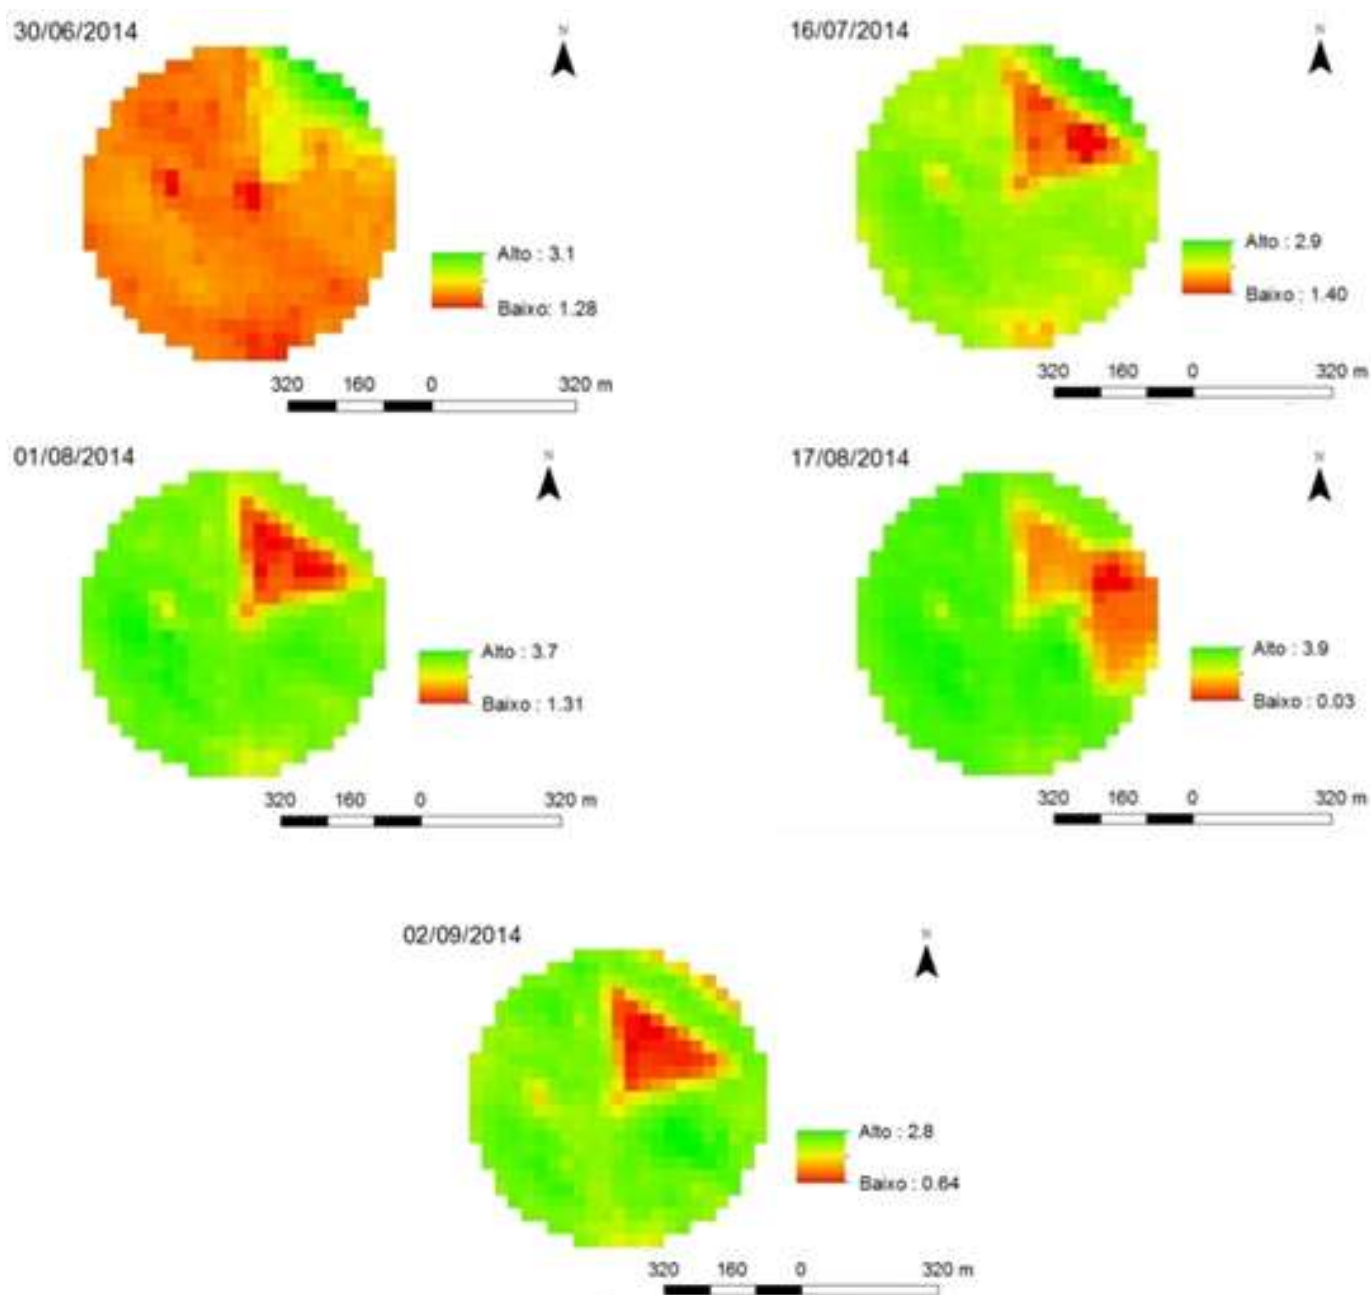 30/06/2014
N
Alto : 3.1
Baixo: 1.28
320 160 0 320 m
16/07/2014
N
Alto : 2.9
Baixo : 1.40
320 160 0 320 m
01/08/2014
N
Alto : 3.7
Baixo : 1.31
320 160 0 320 m
17/08/2014
N
Alto : 3.9
Baixo : 0.03
320 160 0 320 m
02/09/2014
N
Alto : 2.8
Baixo : 0.64
320 160 0 320 m